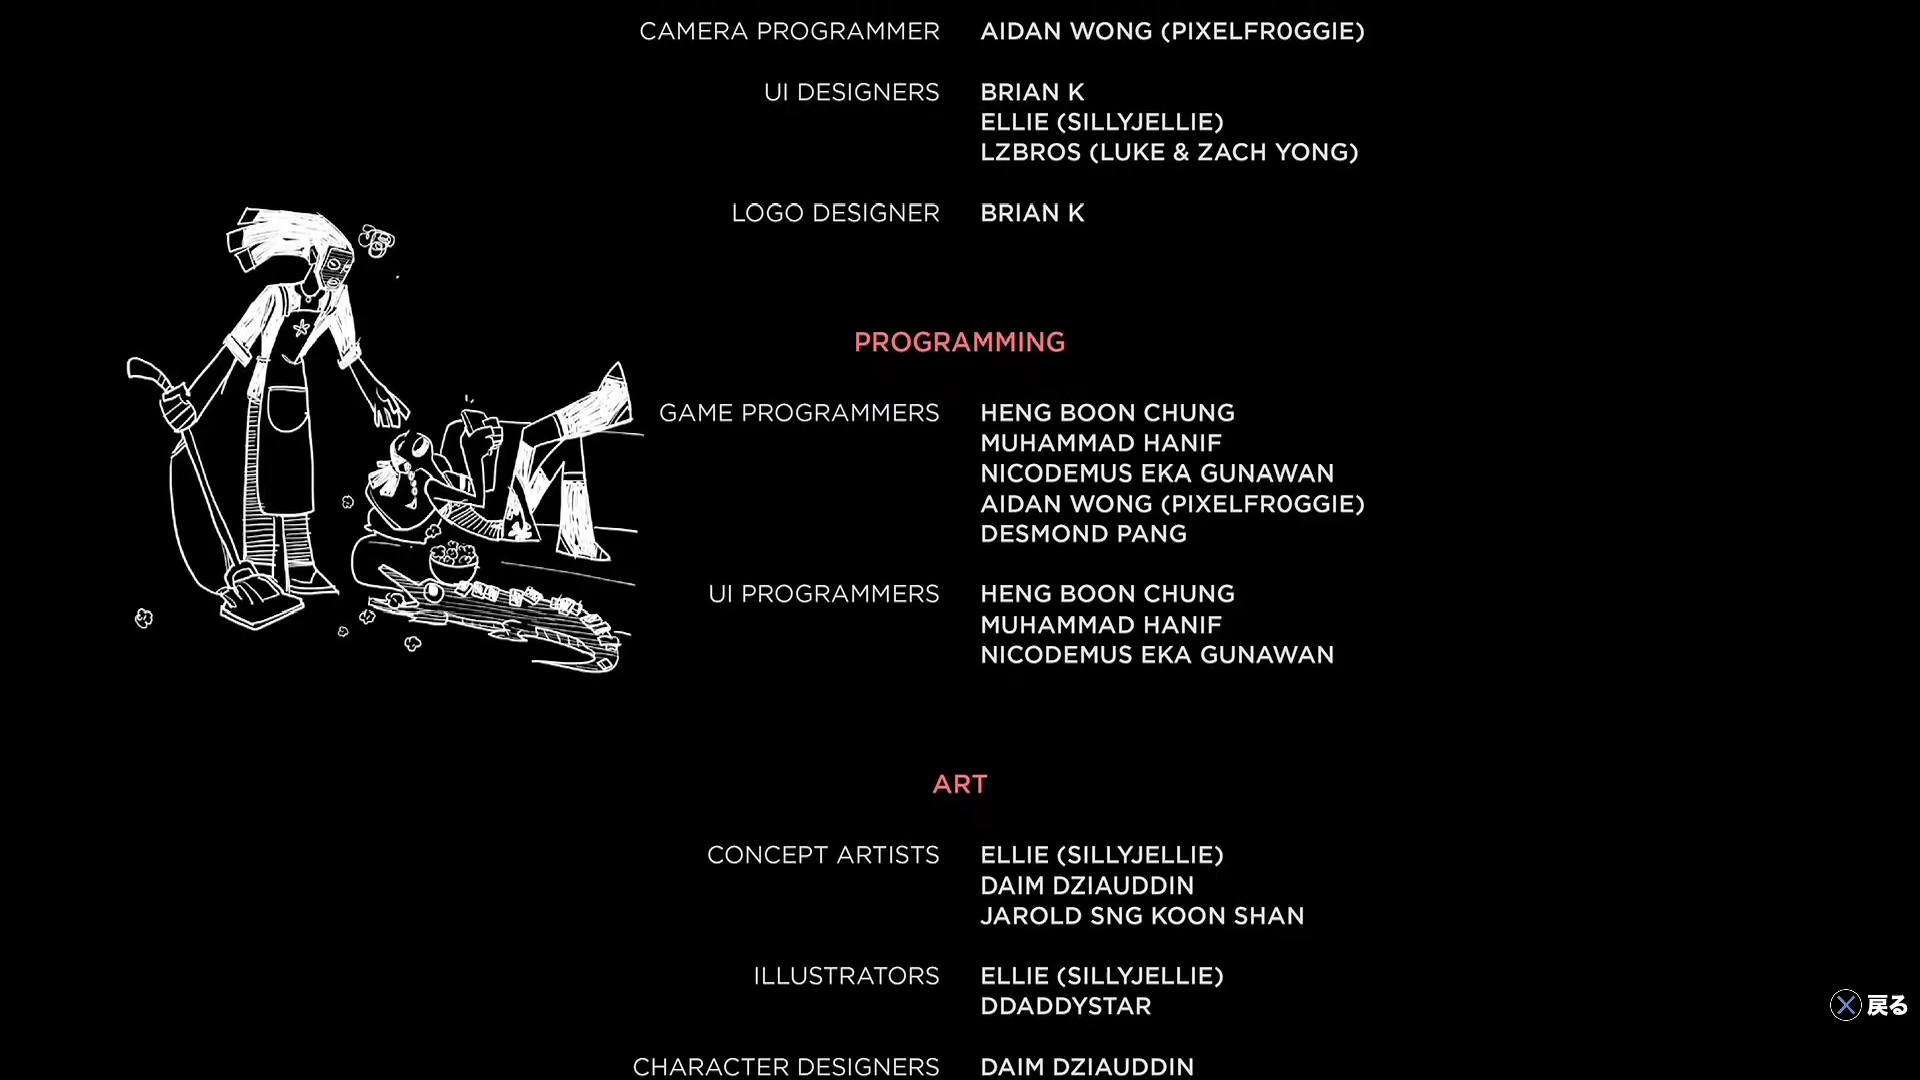 CAMERA PROGRAMMER AIDAN WONG (PIXELFR0GGIE)
UI DESIGNERS BRIAN K
ELLIE (SILLYJELLIE)
LZBROS (LUKE & ZACH YONG)
LOGO DESIGNER BRIAN K
PROGRAMMING
GAME PROGRAMMERS HENG BOON CHUNG
MUHAMMAD HANIF
NICODEMUS EKA GUNAWAN
AIDAN WONG (PIXELFR0GGIE)
DESMOND PANG
UI PROGRAMMERS HENG BOON CHUNG
MUHAMMAD HANIF
NICODEMUS EKA GUNAWAN
ART
CONCEPT ARTISTS ELLIE (SILLYJELLIE)
DAIM DZIAUDDIN
JAROLD SNG KOON SHAN
ILLUSTRATORS ELLIE (SILLYJELLIE)
DDADDYSTAR
戻る
CHARACTER DESIGNERS DAIM DZIAUDDIN